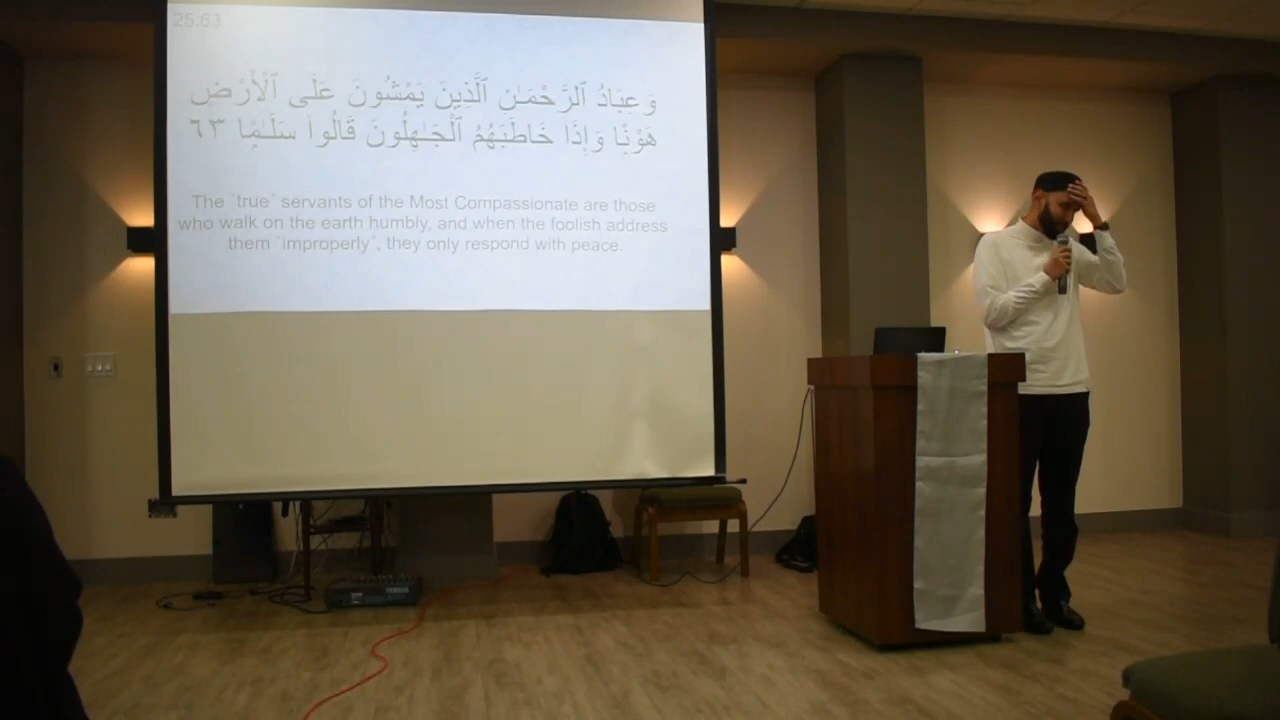 25:63
وَعِبَادُ ٱلرَّحْمَـٰنِ ٱلَّذِينَ يَمْشُونَ عَلَى ٱلْأَرْضِ
هَوْنًا وَإِذَا خَاطَبَهُمُ ٱلْجَـٰهِلُونَ قَالُوا۟ سَلَـٰمًا ٦٣
The ˹true˺ servants of the Most Compassionate are those
who walk on the earth humbly, and when the foolish address
them ˹improperly˺, they only respond with peace.